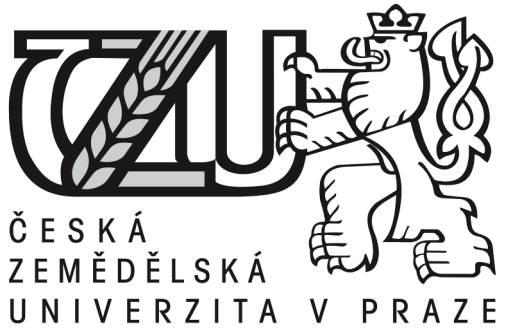 ČZU
ČESKÁ
ZEMĚDĚLSKÁ
UNIVERZITA V PRAZE